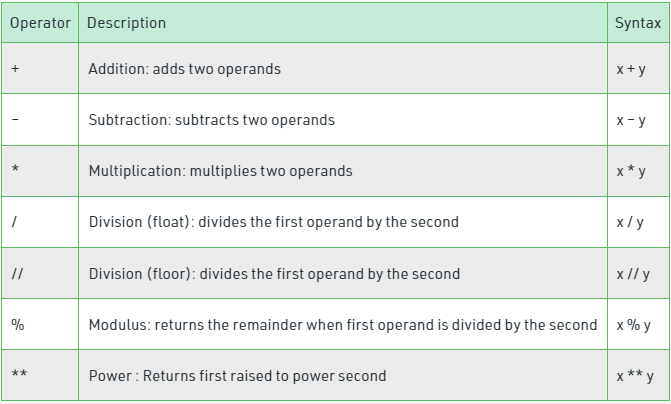 Operator Description Syntax
+ Addition: adds two operands x + y
– Subtraction: subtracts two operands x – y
* Multiplication: multiplies two operands x * y
/ Division (float): divides the first operand by the second x / y
// Division (floor): divides the first operand by the second x // y
% Modulus: returns the remainder when first operand is divided by the second x % y
** Power : Returns first raised to power second x ** y